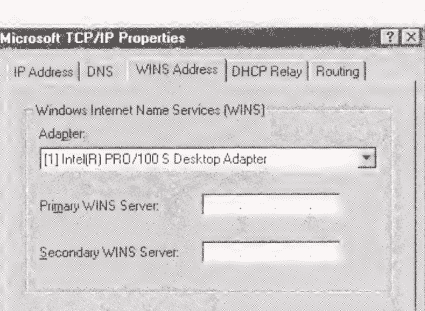 Microsoft TCP/IP Properties
IP Address DNS WINS Address DHCP Relay Routing
Windows Internet Name Services (WINS)
Adapter:
[1] Intel(R) PRO/100 S Desktop Adapter
Primary WINS Server:
Secondary WINS Server: